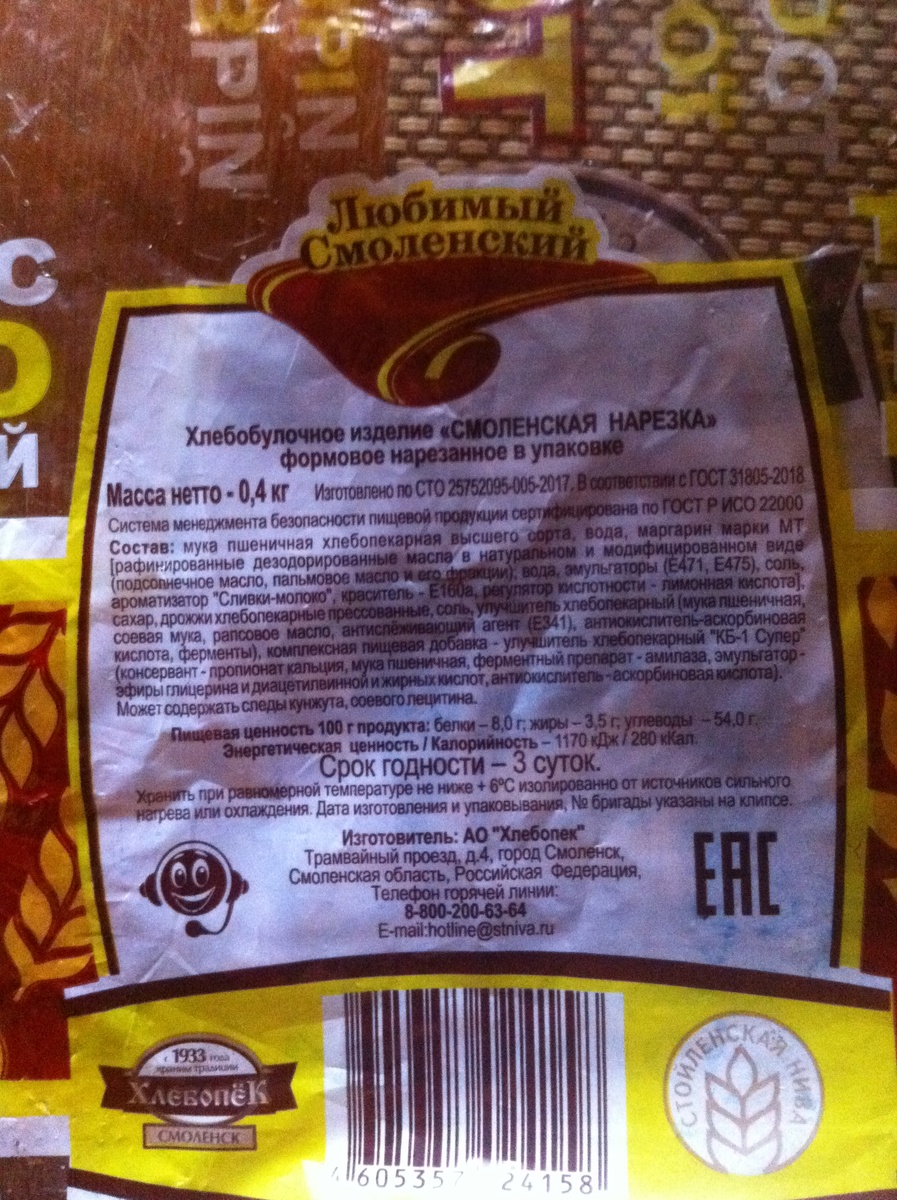 Любимый
Смоленский
Хлебобулочное изделие «СМОЛЕНСКАЯ НАРЕЗКА»
формовое нарезанное в упаковке
Масса нетто - 0,4 кг Изготовлено по СТО 25752095-005-2017. В соответствии с ГОСТ 31805-2018
Система менеджмента безопасности пищевой продукции сертифицирована по ГОСТ Р ИСО 22000
Состав: мука пшеничная хлебопекарная высшего сорта, вода, маргарин марки МТ
[рафинированные дезодорированные масла в натуральном и модифицированном виде
(подсолнечное масло, пальмовое масло и его фракции); вода, эмульгаторы (Е471, Е475), соль,
ароматизатор "Сливки-молоко", краситель - Е160а, регулятор кислотности - лимонная кислота],
сахар, дрожжи хлебопекарные прессованные, соль, улучшитель хлебопекарный (мука пшеничная,
соевая мука, рапсовое масло, антислёживающий агент (Е341), антиокислитель-аскорбиновая
кислота, ферменты), комплексная пищевая добавка - улучшитель хлебопекарный "КБ-1 Супер"
(консервант - пропионат кальция, мука пшеничная, ферментный препарат - амилаза, эмульгатор -
эфиры глицерина и диацетилвинной и жирных кислот, антиокислитель - аскорбиновая кислота).
Может содержать следы кунжута, соевого лецитина.
Пищевая ценность 100 г продукта: белки – 8,0 г; жиры – 3,5 г; углеводы – 54,0 г.
Энергетическая ценность / Калорийность – 1170 кДж / 280 кКал.
Срок годности – 3 суток.
Хранить при равномерной температуре не ниже + 6°С изолированно от источников сильного
нагрева или охлаждения. Дата изготовления и упаковывания, № бригады указаны на клипсе.
Изготовитель: АО "Хлебопек"
Трамвайный проезд, д.4, город Смоленск,
Смоленская область, Российская Федерация,
Телефон горячей линии:
8-800-200-63-64
E-mail:hotline@stniva.ru
ЕАС
с 1933 года
храним традиции
ХЛЕБОПЁК
СМОЛЕНСК
СТОЙЛЕНСКАЯ НИВА
4 605357 24158